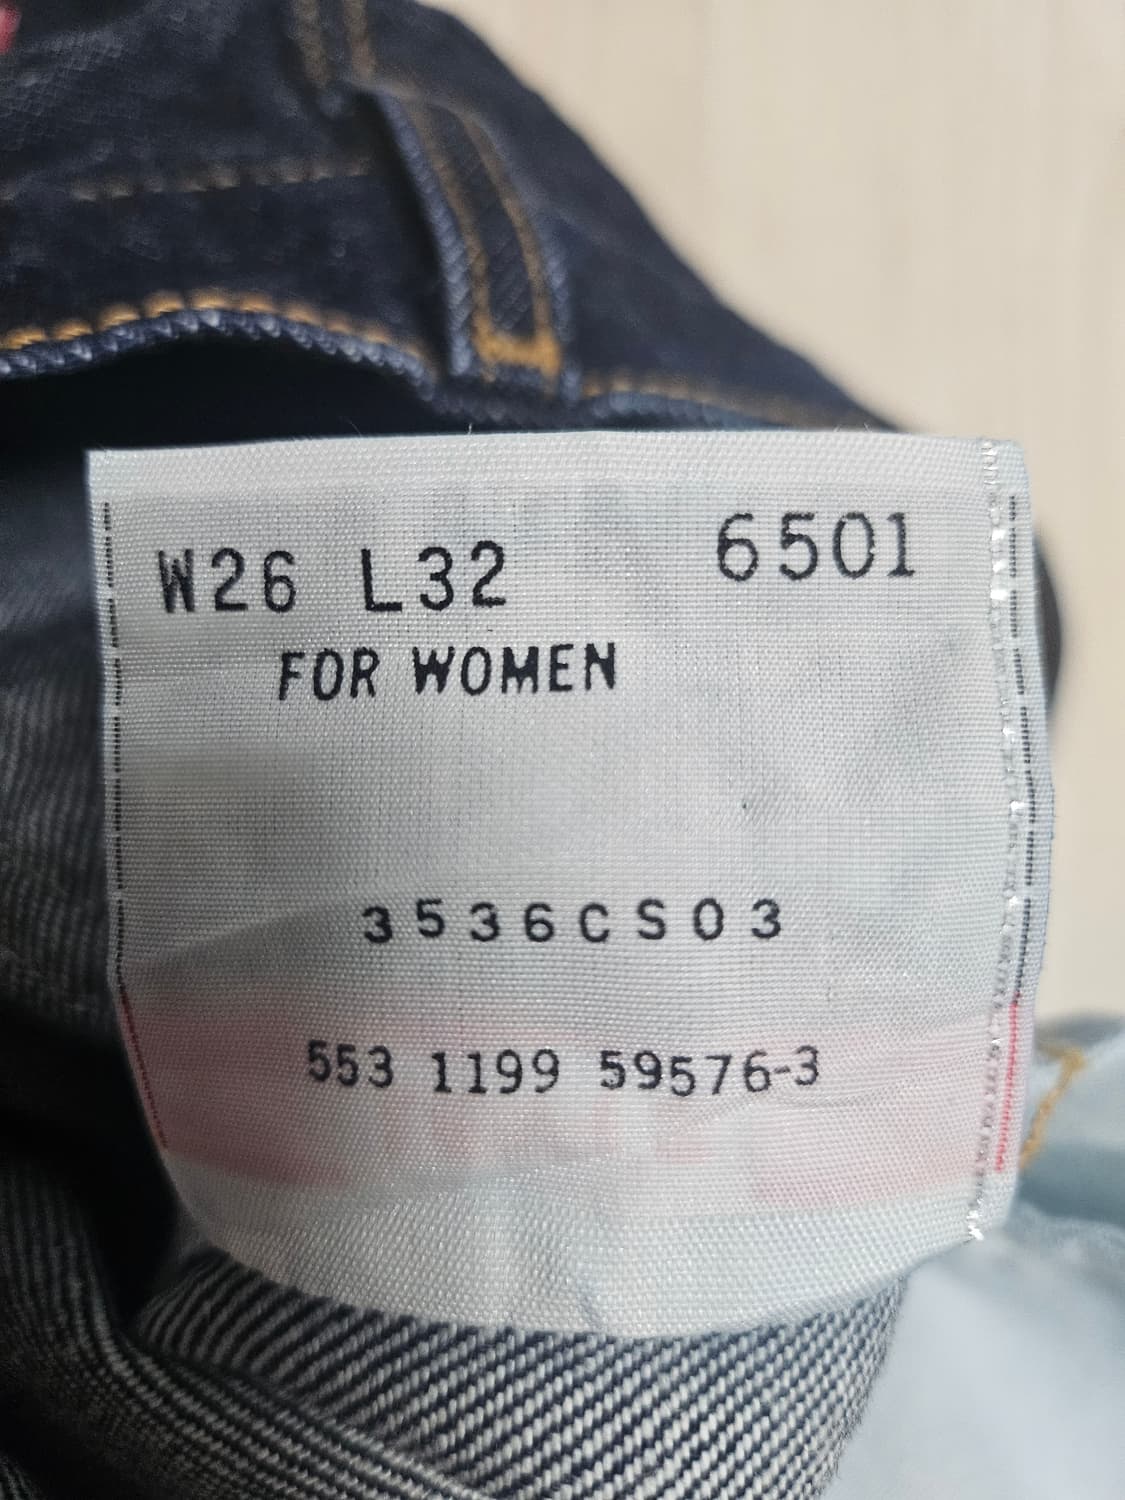 W26 L32 6501
FOR WOMEN
3536CS03
553 1199 59576-3